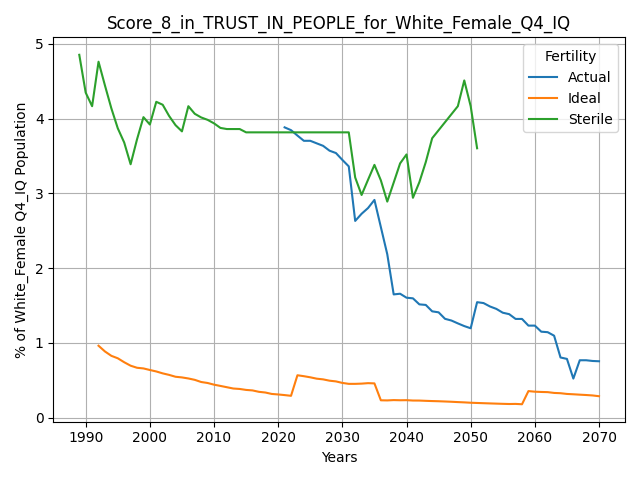 Score_8_in_TRUST_IN_PEOPLE_for_White_Female_Q4_IQ
% of White_Female Q4_IQ Population
5
4
3
2
1
0
Fertility
Actual
Ideal
Sterile
1990 2000 2010 2020 2030 2040 2050 2060 2070
Years